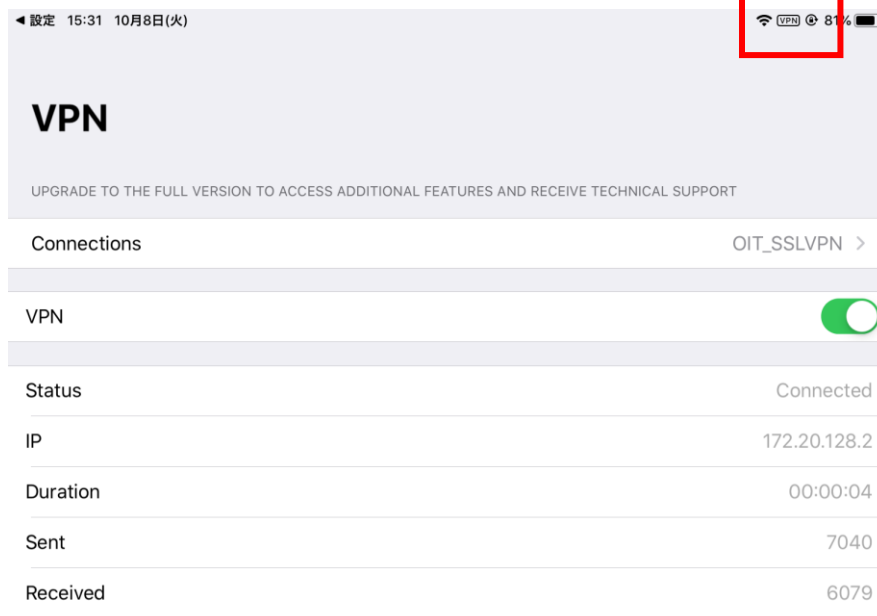 ◀ 設定 15:31 10月8日(火) VPN 81%
VPN
UPGRADE TO THE FULL VERSION TO ACCESS ADDITIONAL FEATURES AND RECEIVE TECHNICAL SUPPORT
Connections OIT_SSLVPN >
VPN
Status Connected
IP 172.20.128.2
Duration 00:00:04
Sent 7040
Received 6079